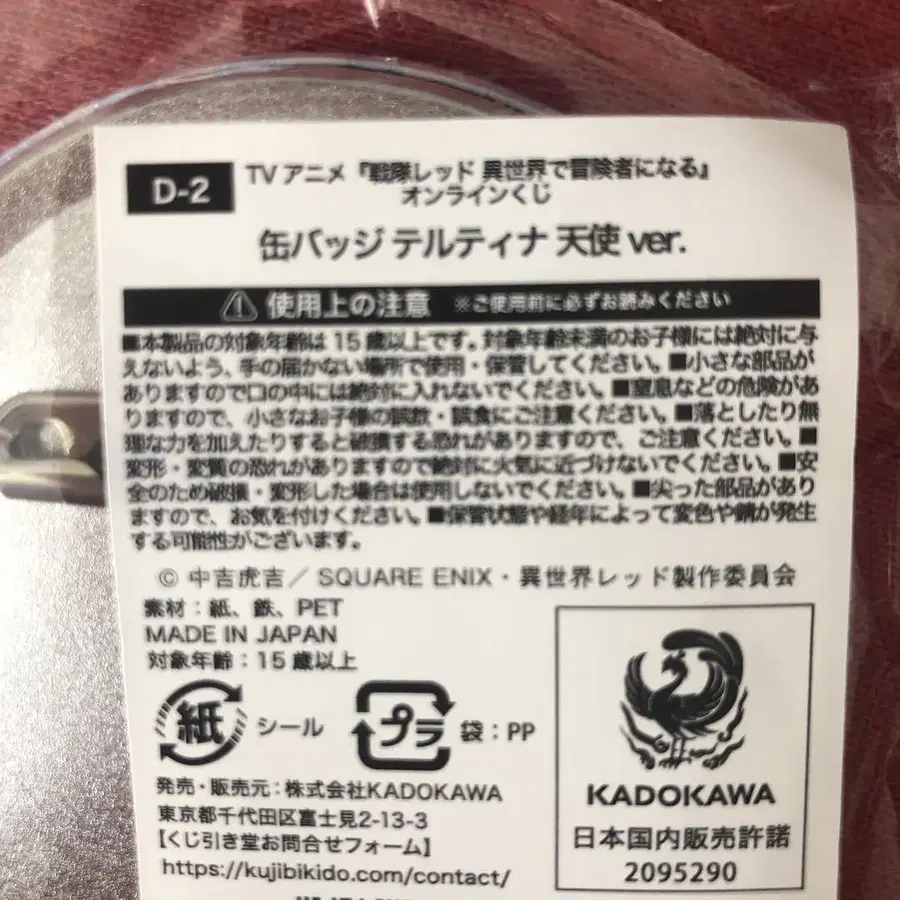 D-2
TVアニメ『戦隊レッド 異世界で冒険者になる』
オンラインくじ
缶バッジ テルティナ 天使 ver.
⚠ 使用上の注意 ※ご使用前に必ずお読みください
■本製品の対象年齢は15歳以上です。対象年齢未満のお子様には絶対に与
えないよう、手の届かない場所で使用・保管してください。■小さな部品が
ありますので口の中には絶対に入れないでください。■窒息などの危険があ
りますので、小さなお子様の誤飲・誤食にご注意ください。■落としたり無
理な力を加えたりすると破損する恐れがありますので、ご注意ください。■
変形・変質の恐れがありますので絶対に火気に近づけないでください。■安
全のため破損・変形した場合は使用しないでください。■尖った部品があり
ますので、お気を付けください。■保管状態や経年によって変色や錆が発生
する可能性がございます。
© 中吉虎吉／SQUARE ENIX・異世界レッド製作委員会
素材：紙、鉄、PET
MADE IN JAPAN
対象年齢：15歳以上
紙 シール プラ 袋：PP
発売・販売元：株式会社KADOKAWA
東京都千代田区富士見2-13-3
【くじ引き堂お問合せフォーム】
https://kujibikido.com/contact/
KADOKAWA
日本国内販売許諾
2095290